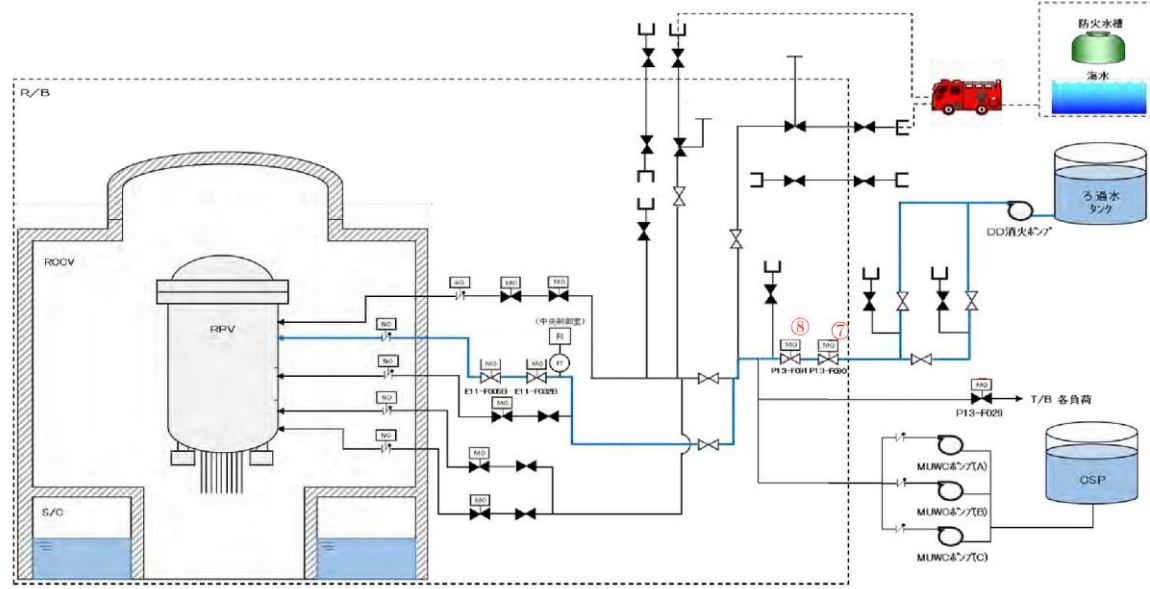 R/B
防火水槽
海水
ろ過水
タンク
DD消火ポンプ
RCCV
RPV
AO
MO
MO
NO
(中央制御室)
FI
FT
MO
MO
E11-F005B
E11-F032B
NO
MO
NO
NO
MO
MO
⑧
⑦
MO
MO
P13-F091
P13-F090
MO
P13-F029
T/B 各負荷
MUWCポンプ(A)
MUWCポンプ(B)
MUWCポンプ(C)
CSP
S/C